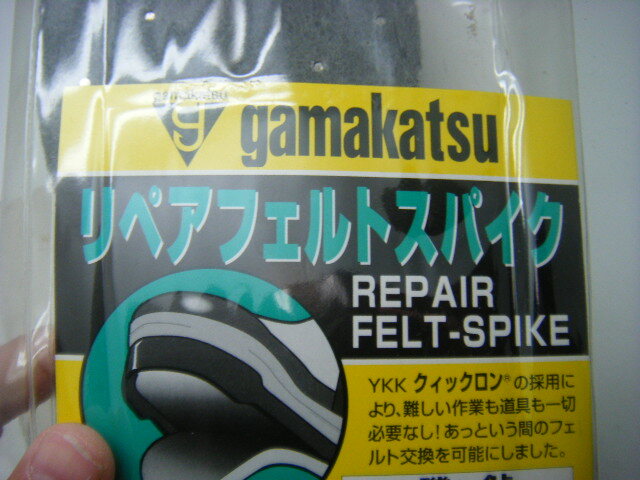 gamakatsu
g
gamakatsu
リペアフェルトスパイク
REPAIR
FELT-SPIKE
YKK クィックロン®の採用に
より、難しい作業も道具も一切
必要なし!あっという間のフェ
ルト交換を可能にしました。